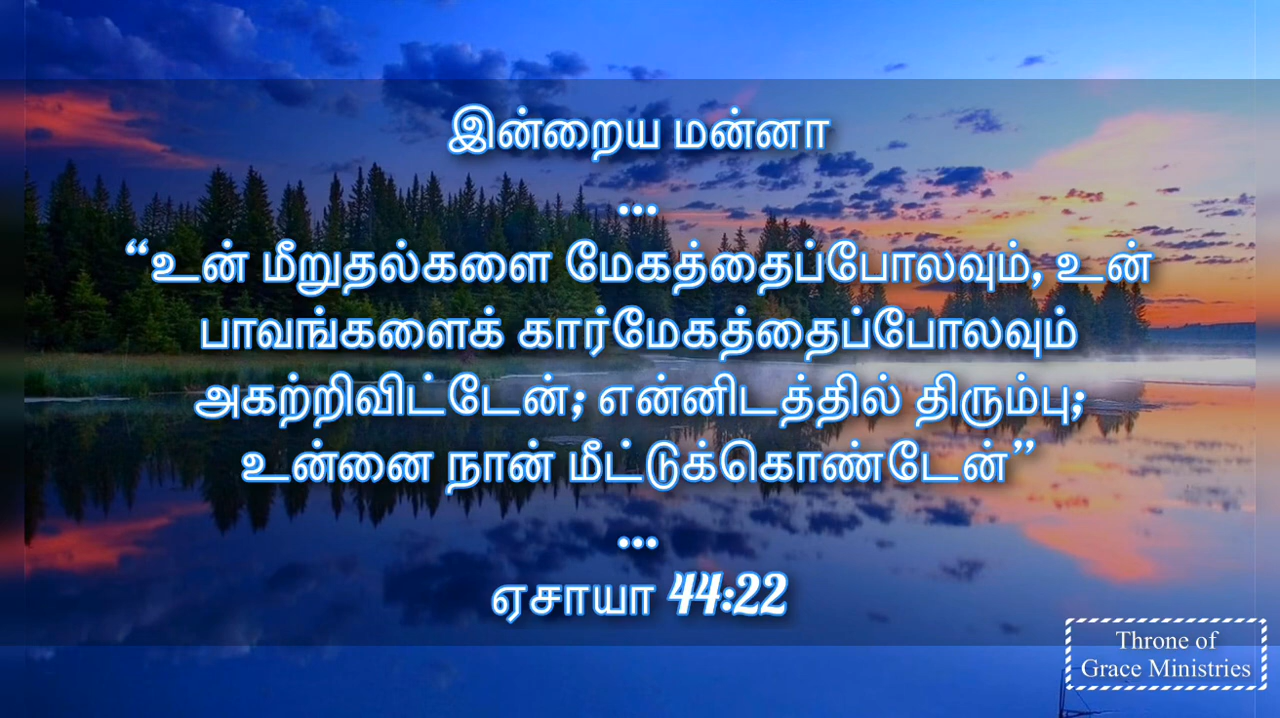 இன்றைய மன்னா
...
“உன் மீறுதல்களை மேகத்தைப்போலவும், உன்
பாவங்களைக் கார்மேகத்தைப்போலவும்
அகற்றிவிட்டேன்; என்னிடத்தில் திரும்பு;
உன்னை நான் மீட்டுக்கொண்டேன்”
...
ஏசாயா 44:22
Throne of
Grace Ministries